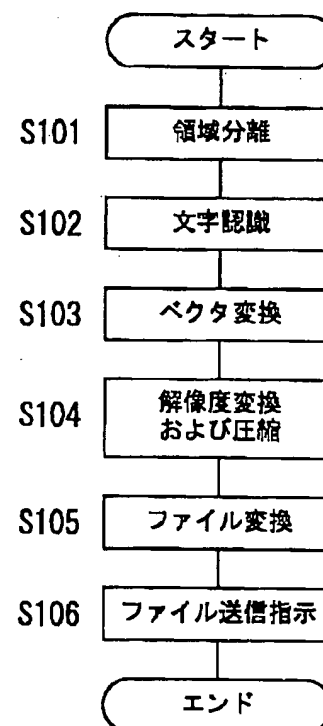 スタート
S101 領域分離
S102 文字認識
S103 ベクタ変換
S104 解像度変換
および圧縮
S105 ファイル変換
S106 ファイル送信指示
エンド